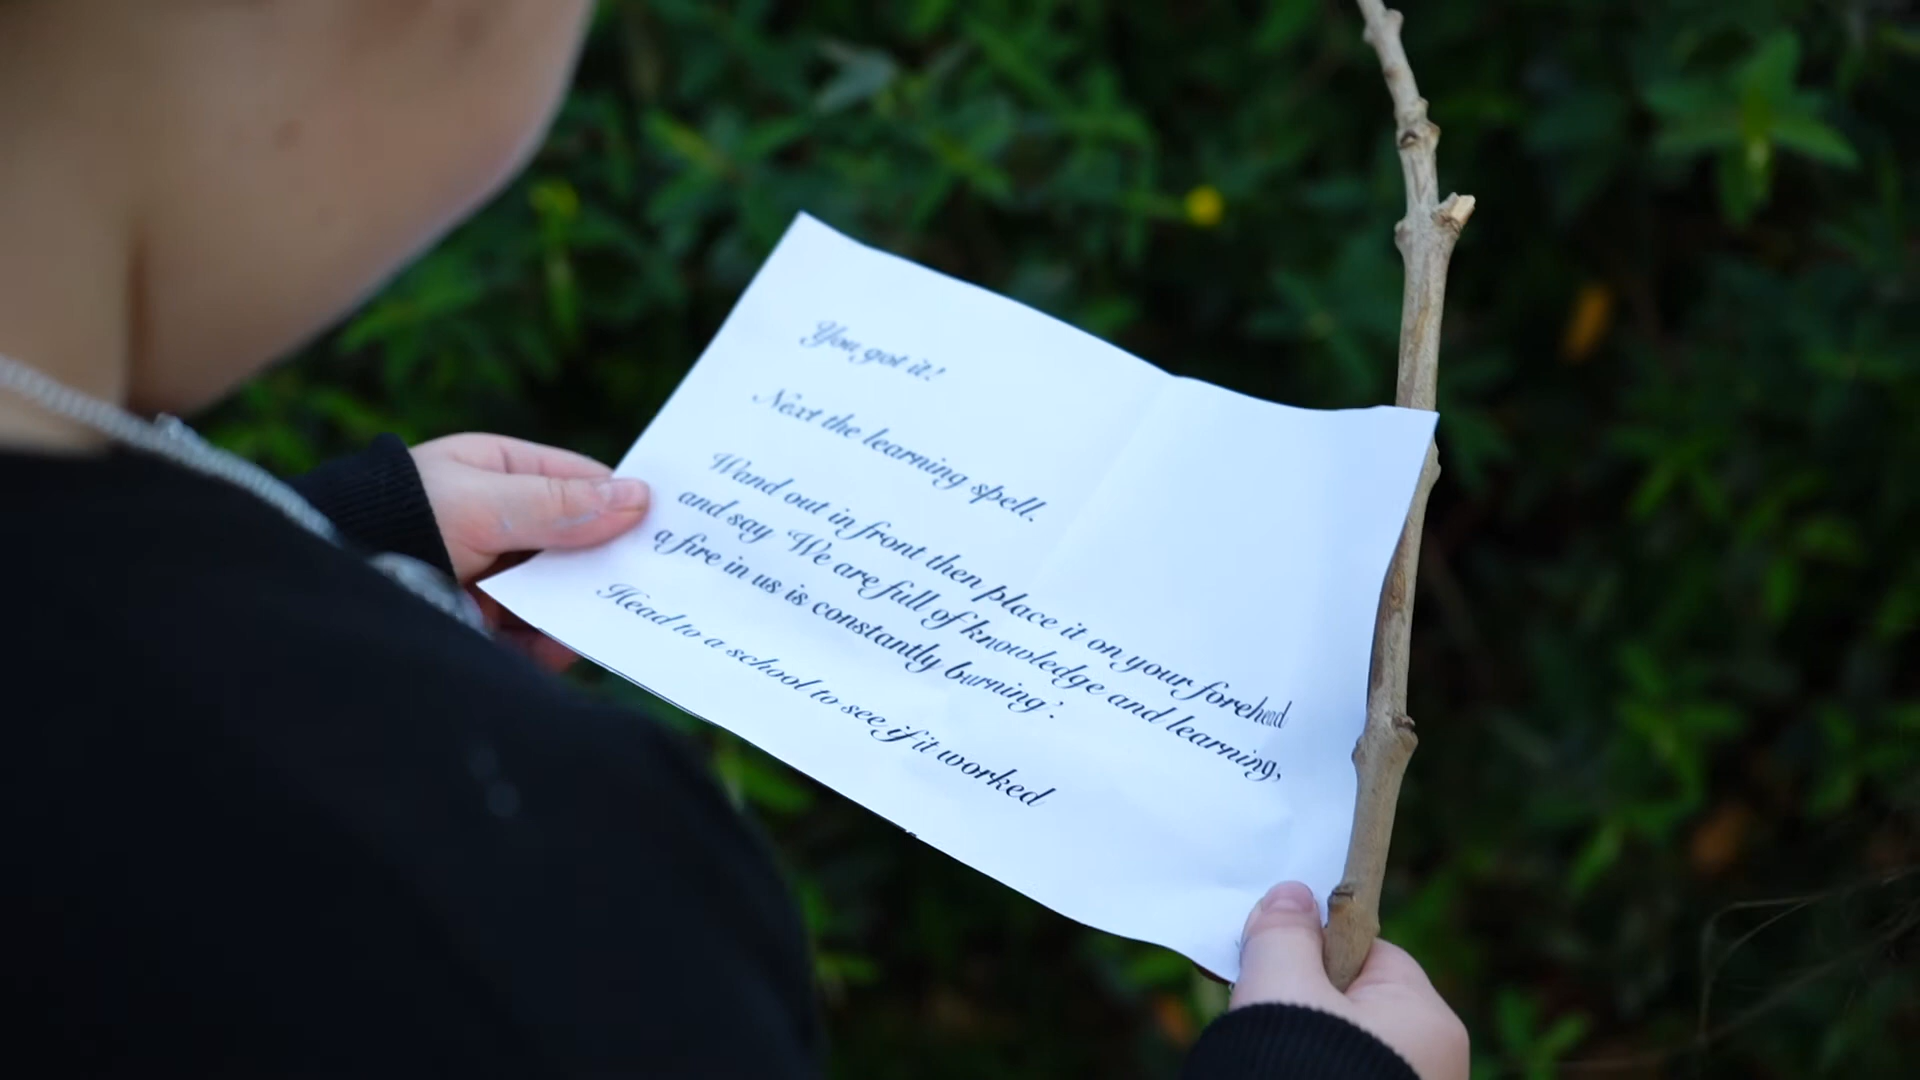 You got it!
Next the learning spell.
Wand out in front then place it on your forehead
and say 'We are full of knowledge and learning,
a fire in us is constantly burning'.
Head to a school to see if it worked